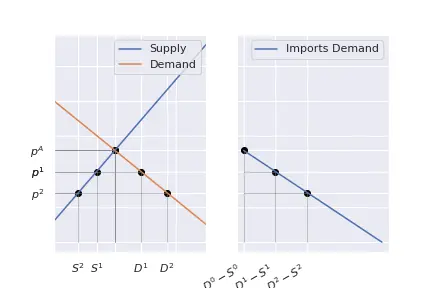 Supply
Demand
Imports Demand
p^A
p^1
p^2
S^2 S^1 D^1 D^2
D^0 − S^0
D^1 − S^1
D^2 − S^2